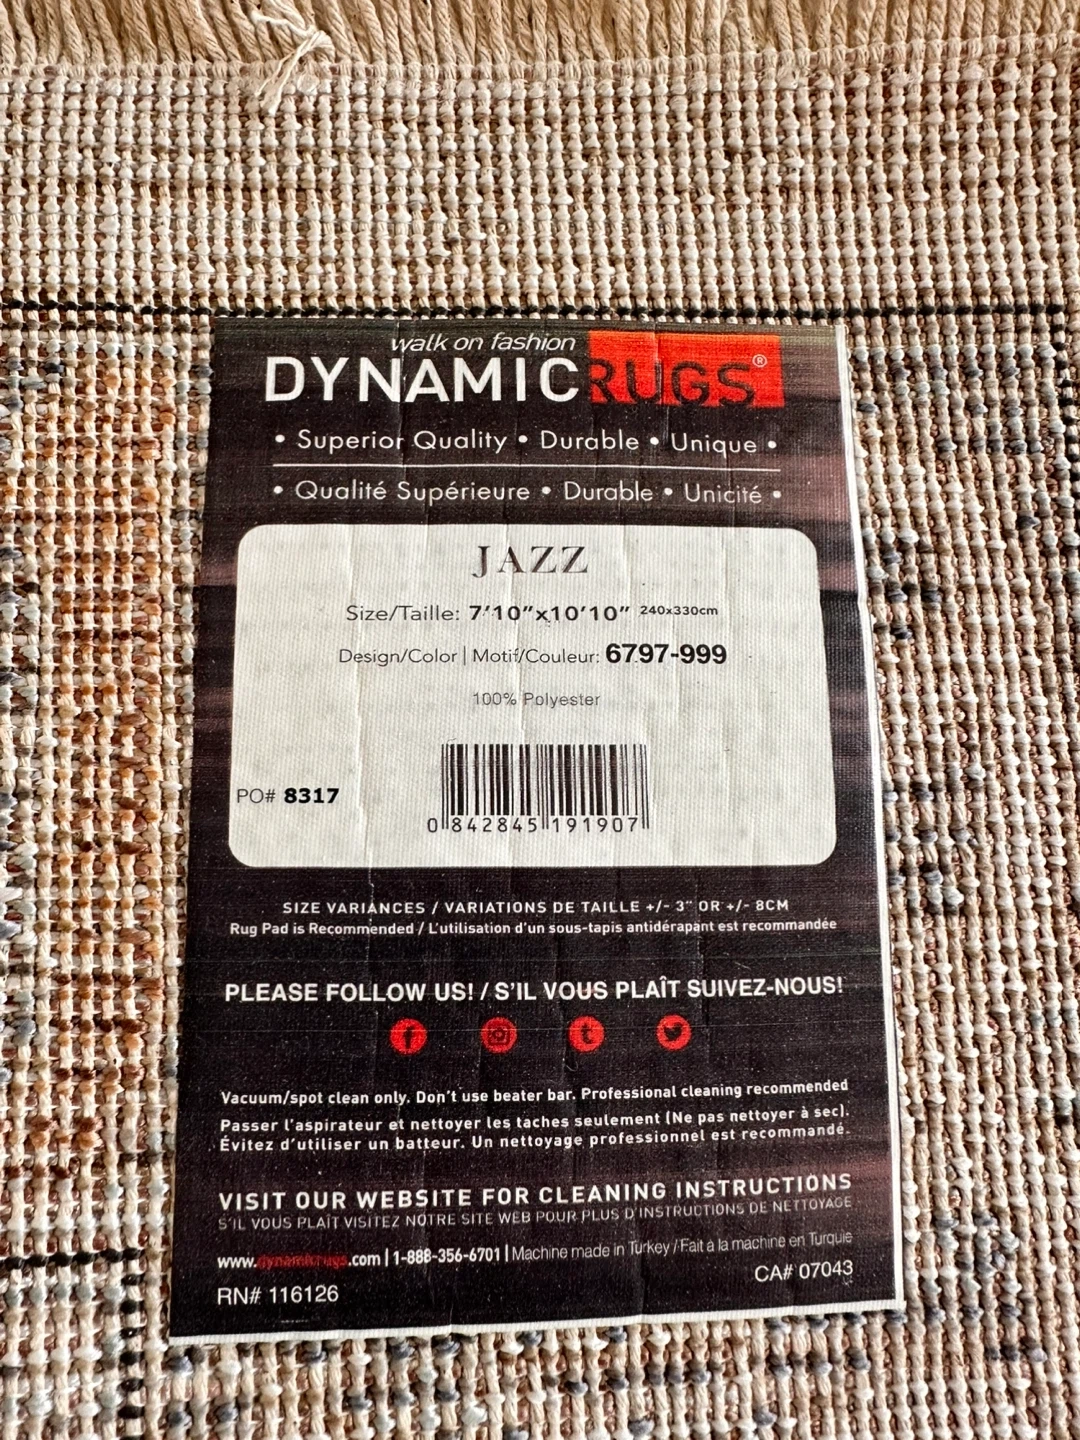 walk on fashion
DYNAMICRUGS®
• Superior Quality • Durable • Unique •
• Qualité Supérieure • Durable • Unicité •
JAZZ
Size/Taille: 7'10"x10'10" 240x330cm
Design/Color | Motif/Couleur: 6797-999
100% Polyester
PO# 8317
0 842845 191907
SIZE VARIANCES / VARIATIONS DE TAILLE +/- 3" OR +/- 8CM
Rug Pad is Recommended / L'utilisation d'un sous-tapis antidérapant est recommandée
PLEASE FOLLOW US! / S'IL VOUS PLAÎT SUIVEZ-NOUS!
Vacuum/spot clean only. Don't use beater bar. Professional cleaning recommended
Passer l'aspirateur et nettoyer les taches seulement (Ne pas nettoyer à sec).
Évitez d'utiliser un batteur. Un nettoyage professionnel est recommandé.
VISIT OUR WEBSITE FOR CLEANING INSTRUCTIONS
S'IL VOUS PLAÎT VISITEZ NOTRE SITE WEB POUR PLUS D'INSTRUCTIONS DE NETTOYAGE
www.dynamicrugs.com | 1-888-356-6701 | Machine made in Turkey / Fait à la machine en Turquie
CA# 07043
RN# 116126